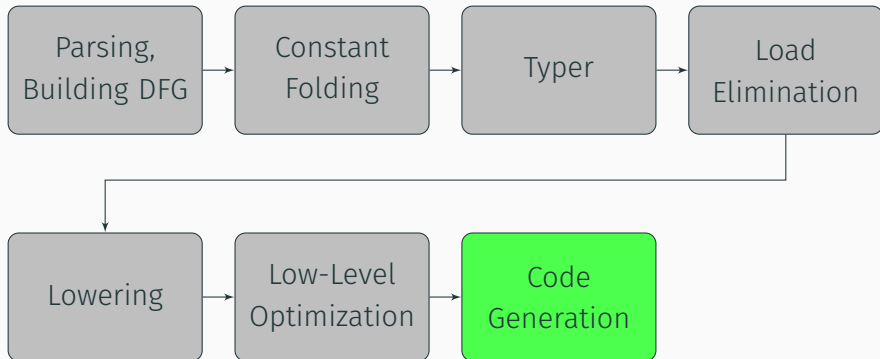 Parsing,
Building DFG
Constant
Folding
Typer
Load
Elimination
Lowering
Low-Level
Optimization
Code
Generation